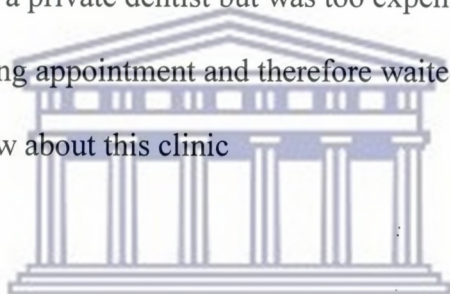 a private dentist but was too expen
ng appointment and therefore waite
w about this clinic